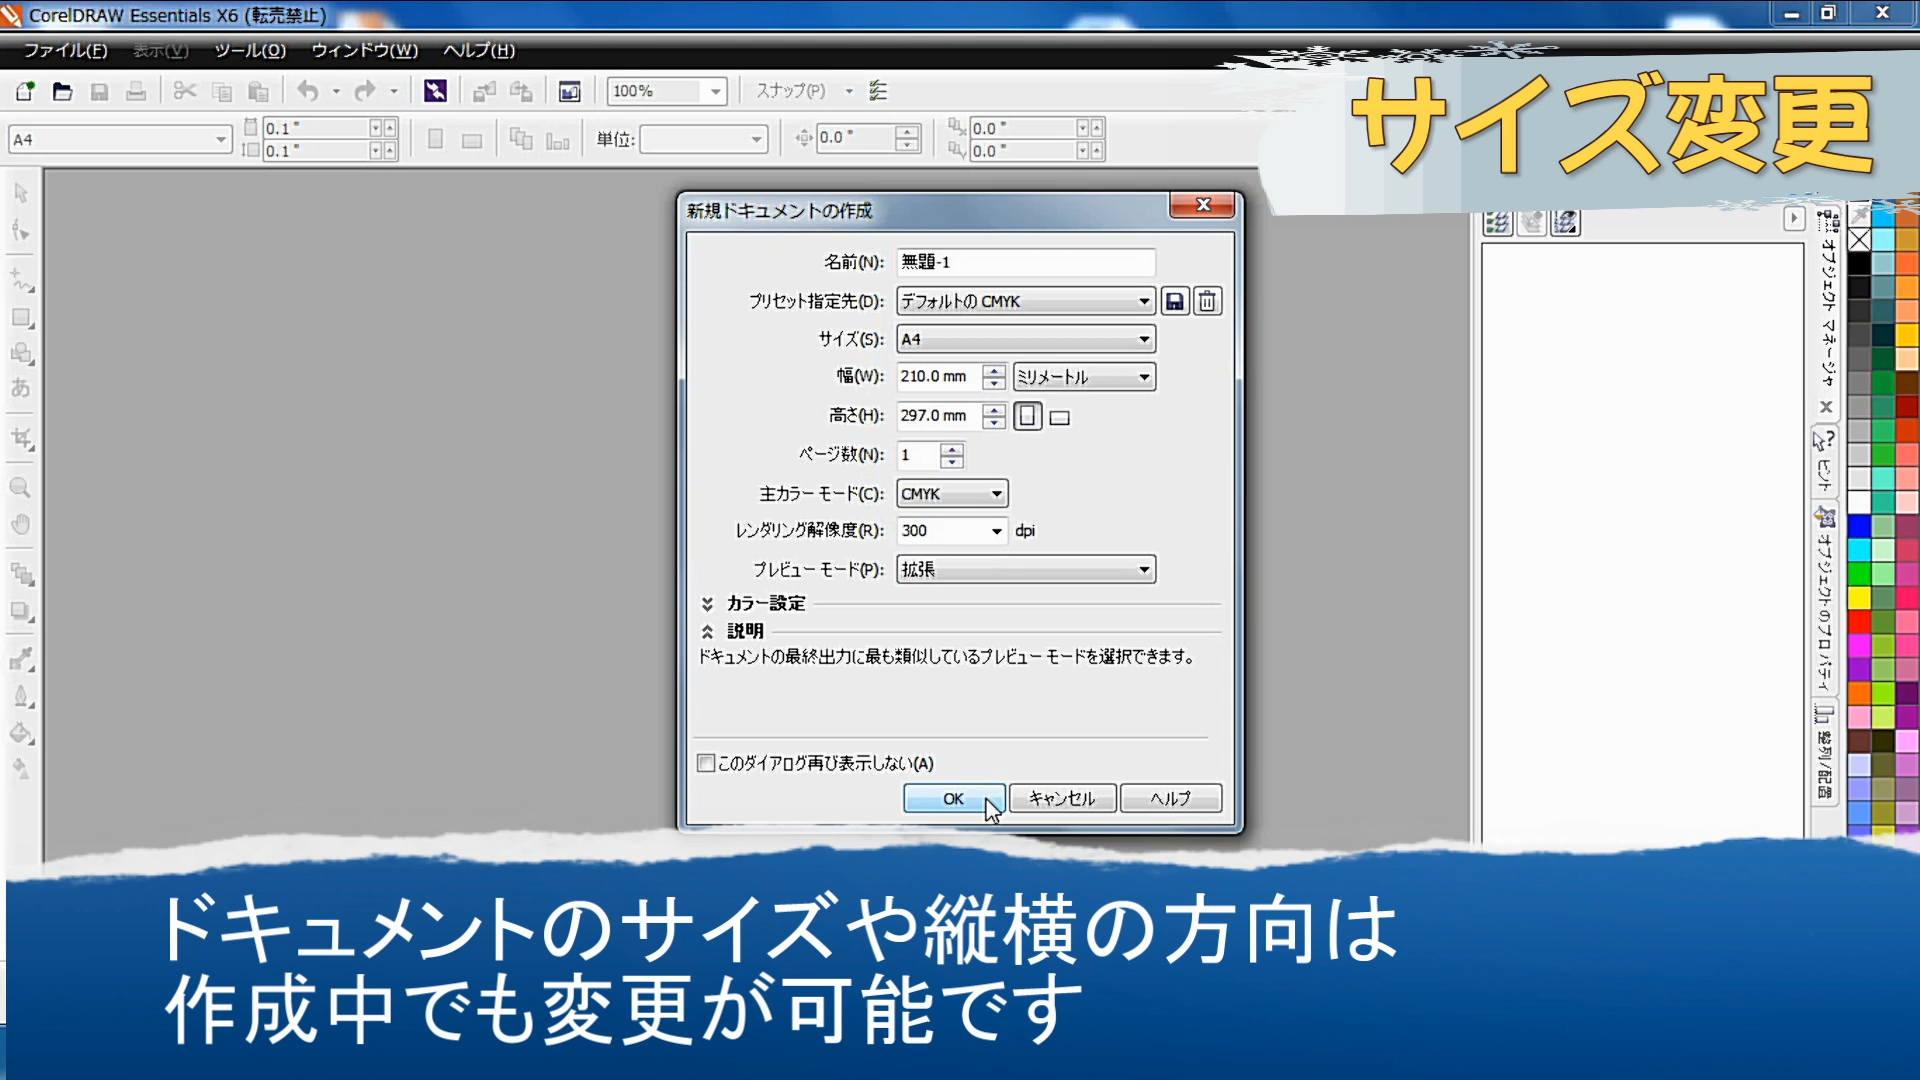 CorelDRAW Essentials X6 (転売禁止)
ファイル(F) 表示(V) ツール(O) ウィンドウ(W) ヘルプ(H)
サイズ変更
100% スナップ(P)
A4 0.1 " 0.1 " 単位: 0.0 " 0.0 " 0.0 "
新規ドキュメントの作成
名前(N): 無題-1
プリセット指定先(D): デフォルトの CMYK
サイズ(S): A4
幅(W): 210.0 mm ミリメートル
高さ(H): 297.0 mm
ページ数(N): 1
主カラー モード(C): CMYK
レンダリング解像度(R): 300 dpi
プレビュー モード(P): 拡張
カラー設定
説明
ドキュメントの最終出力に最も類似しているプレビュー モードを選択できます。
このダイアログ再び表示しない(A)
OK キャンセル ヘルプ
あ
オブジェクト マネージャ
ヒント
オブジェクトのプロパティ
整列/配置
ドキュメントのサイズや縦横の方向は
作成中でも変更が可能です